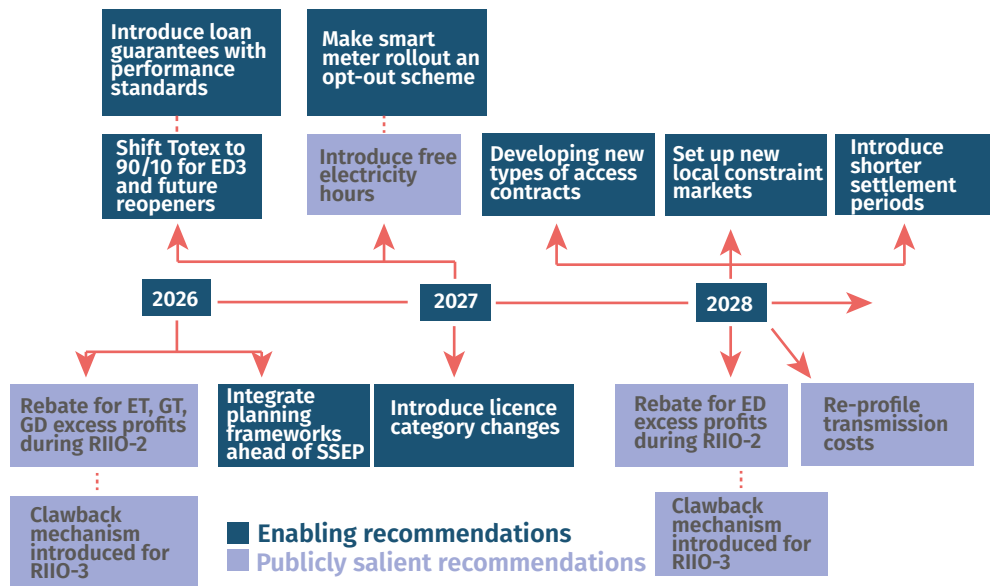 Introduce loan
guarantees with
performance
standards
Make smart
meter rollout an
opt-out scheme
Shift Totex to
90/10 for ED3
and future
reopeners
Introduce free
electricity
hours
Developing new
types of access
contracts
Set up new
local constraint
markets
Introduce
shorter
settlement
periods
2026
2027
2028
Rebate for ET, GT,
GD excess profits
during RIIO-2
Integrate
planning
frameworks
ahead of SSEP
Introduce licence
category changes
Rebate for ED
excess profits
during RIIO-2
Re-profile
transmission
costs
Clawback
mechanism
introduced for
RIIO-3
Clawback
mechanism
introduced for
RIIO-3
Enabling recommendations
Publicly salient recommendations